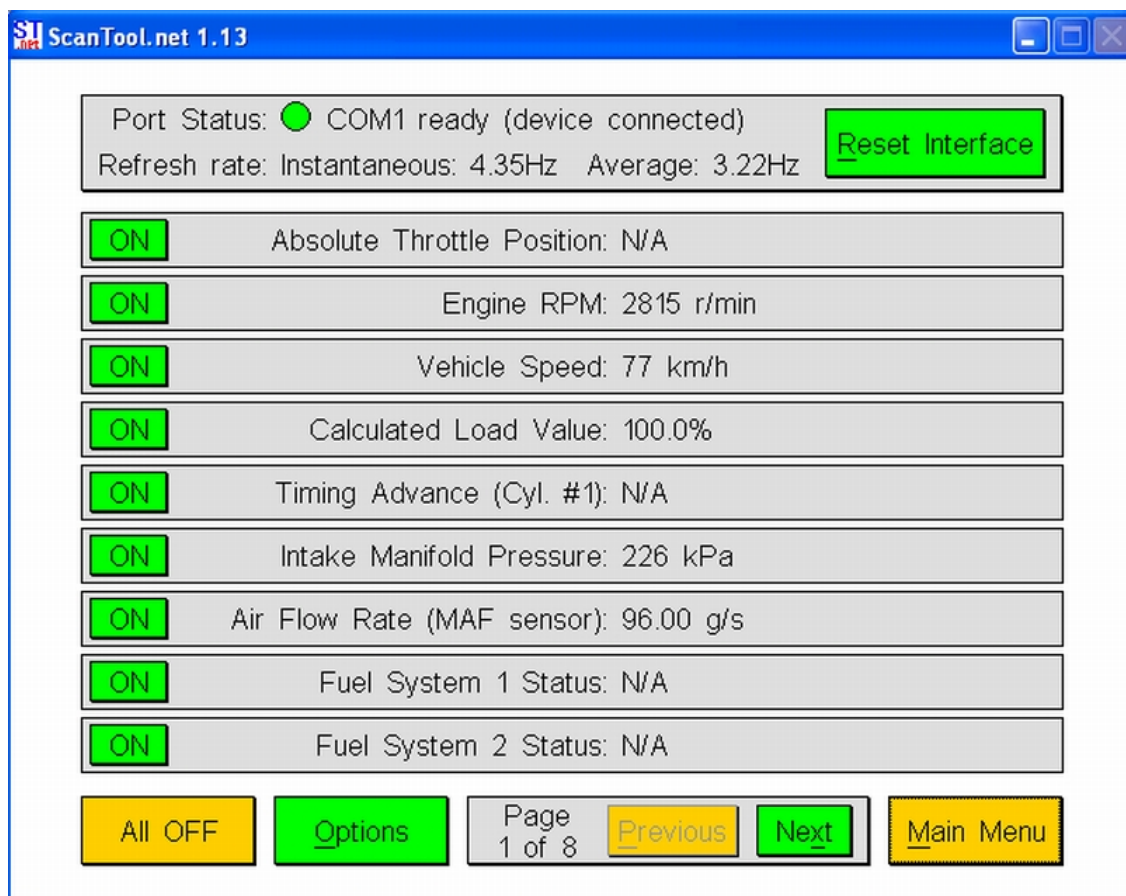 ScanTool.net 1.13
Port Status: COM1 ready (device connected)
Refresh rate: Instantaneous: 4.35Hz Average: 3.22Hz
Reset Interface
ON Absolute Throttle Position: N/A
ON Engine RPM: 2815 r/min
ON Vehicle Speed: 77 km/h
ON Calculated Load Value: 100.0%
ON Timing Advance (Cyl. #1): N/A
ON Intake Manifold Pressure: 226 kPa
ON Air Flow Rate (MAF sensor): 96.00 g/s
ON Fuel System 1 Status: N/A
ON Fuel System 2 Status: N/A
All OFF
Options
Page
1 of 8
Previous
Next
Main Menu